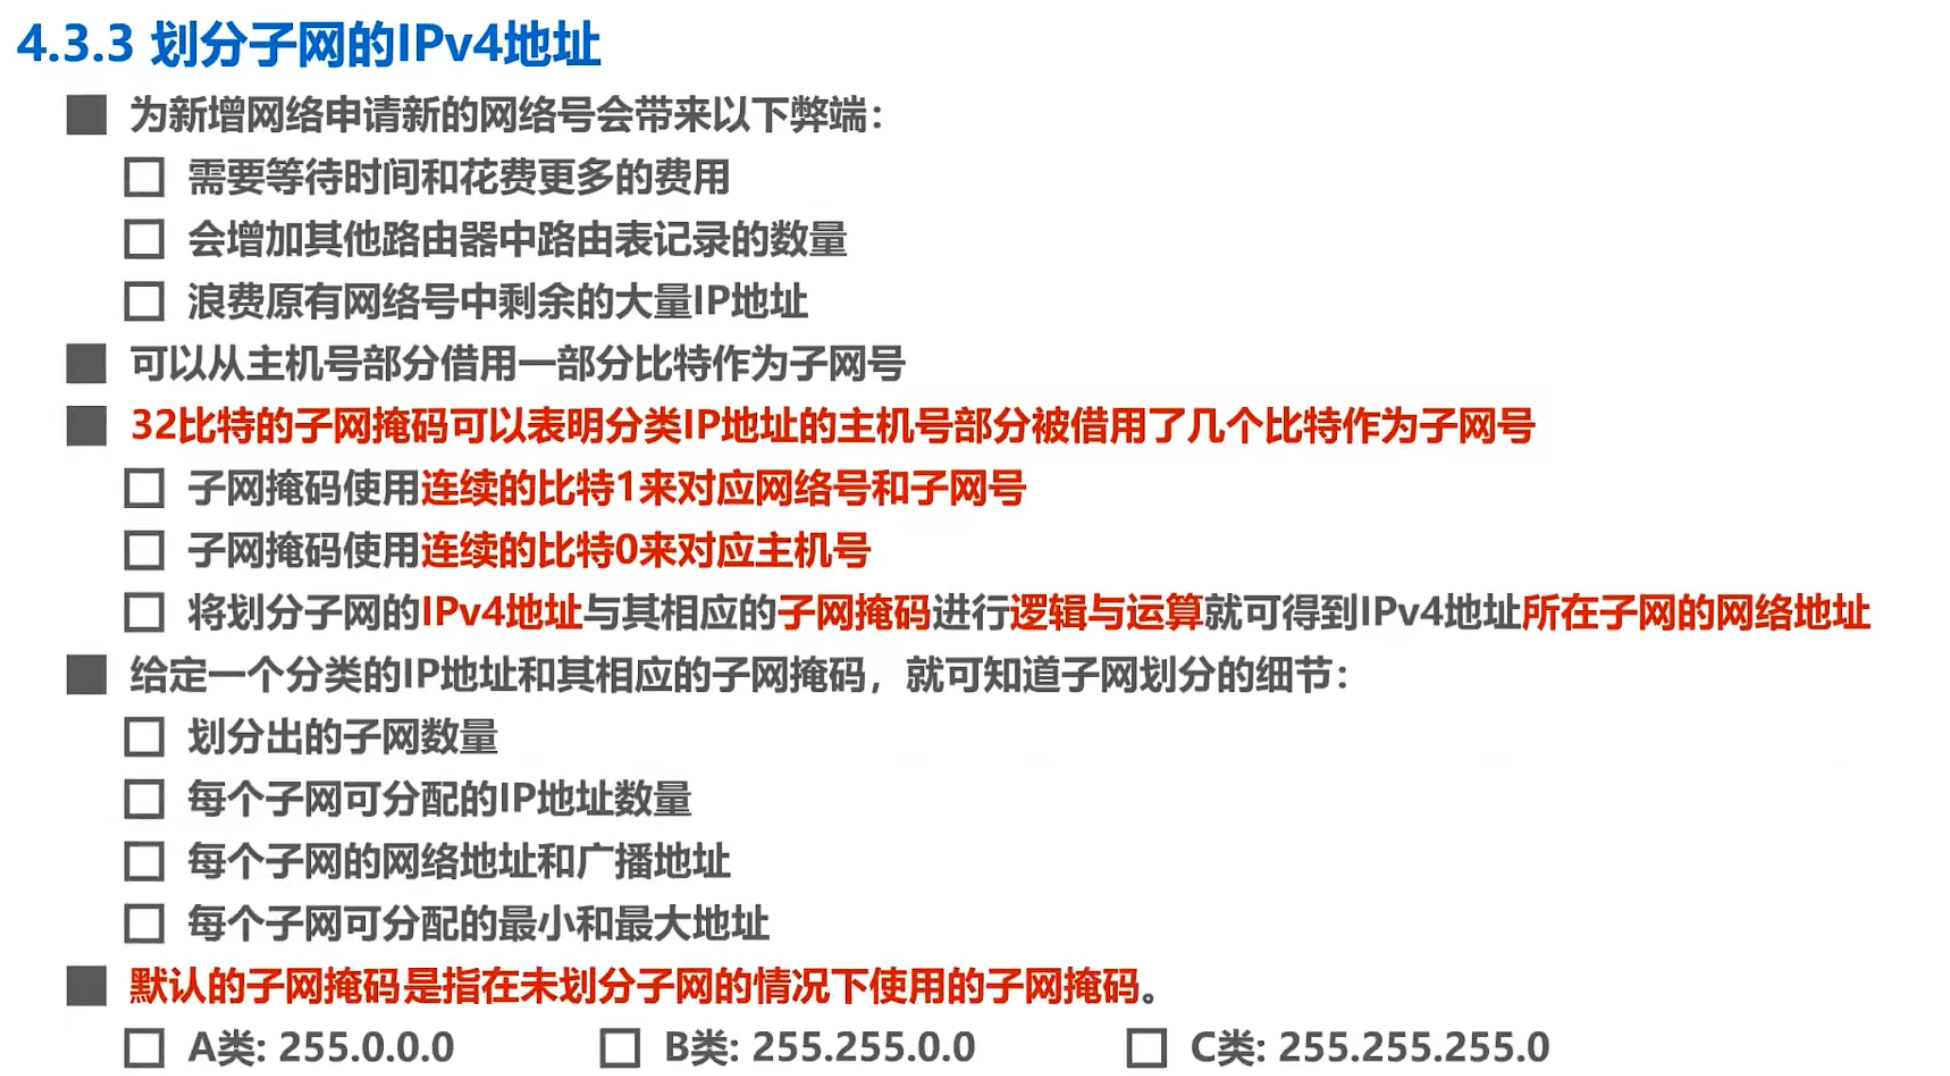 4.3.3 划分子网的IPv4地址
为新增网络申请新的网络号会带来以下弊端：
需要等待时间和花费更多的费用
会增加其他路由器中路由表记录的数量
浪费原有网络号中剩余的大量IP地址
可以从主机号部分借用一部分比特作为子网号
32比特的子网掩码可以表明分类IP地址的主机号部分被借用了几个比特作为子网号
子网掩码使用连续的比特1来对应网络号和子网号
子网掩码使用连续的比特0来对应主机号
将划分子网的IPv4地址与其相应的子网掩码进行逻辑与运算就可得到IPv4地址所在子网的网络地址
给定一个分类的IP地址和其相应的子网掩码，就可知道子网划分的细节：
划分出的子网数量
每个子网可分配的IP地址数量
每个子网的网络地址和广播地址
每个子网可分配的最小和最大地址
默认的子网掩码是指在未划分子网的情况下使用的子网掩码。
A类: 255.0.0.0 B类: 255.255.0.0 C类: 255.255.255.0